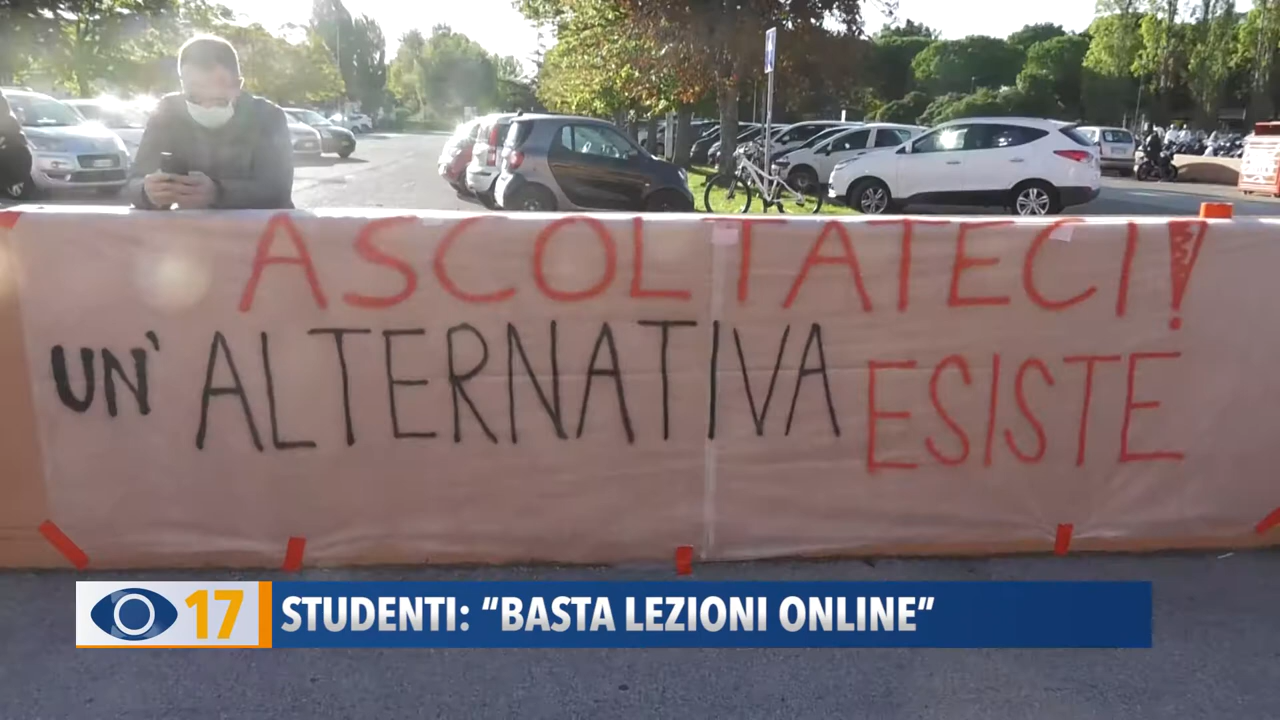 ASCOLTATECI!
UN' ALTERNATIVA ESISTE
17 STUDENTI: “BASTA LEZIONI ONLINE”